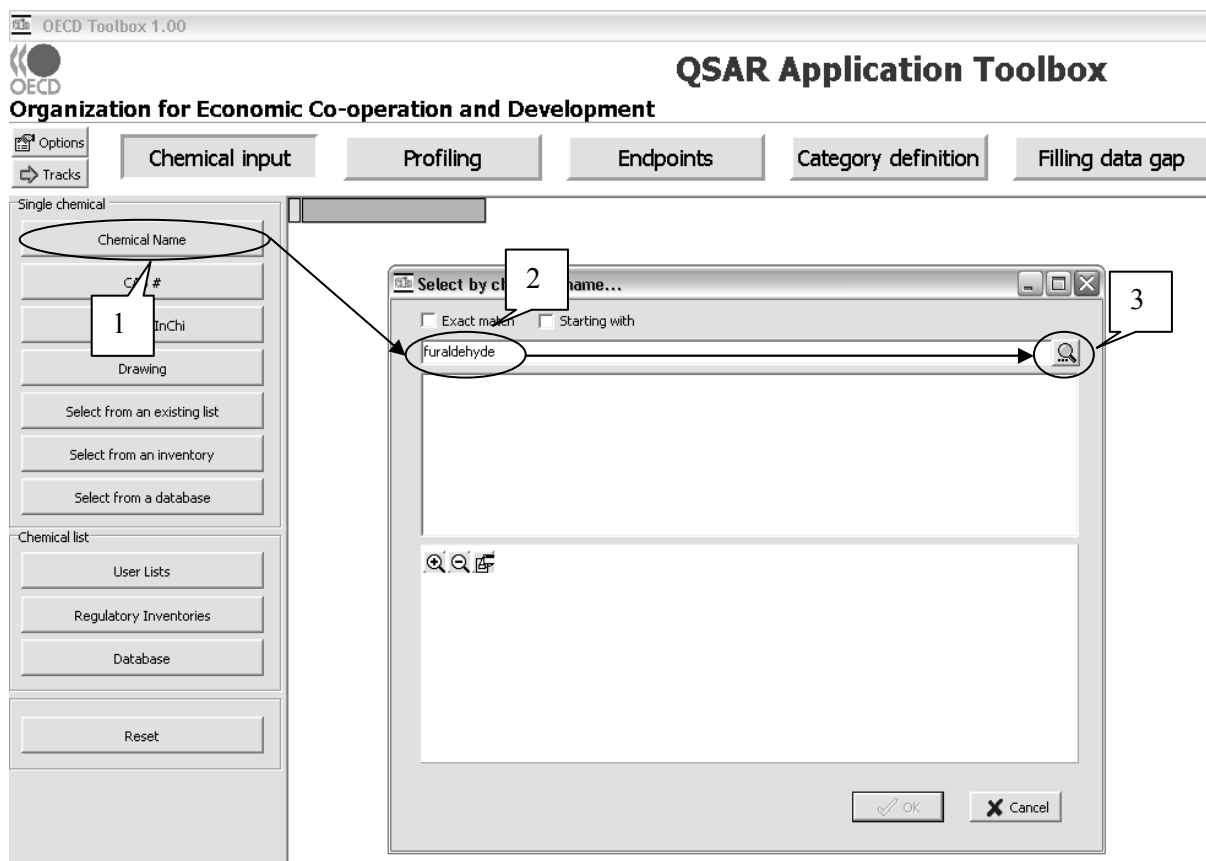 OECD Toolbox 1.00
OECD
QSAR Application Toolbox
Organization for Economic Co-operation and Development
Options
Tracks
Chemical input
Profiling
Endpoints
Category definition
Filling data gap
Single chemical
Chemical Name
#
InChi
Drawing
Select from an existing list
Select from an inventory
Select from a database
Chemical list
User Lists
Regulatory Inventories
Database
Reset
1
2
3
Select by name...
Exact match
Starting with
furaldehyde
OK
Cancel